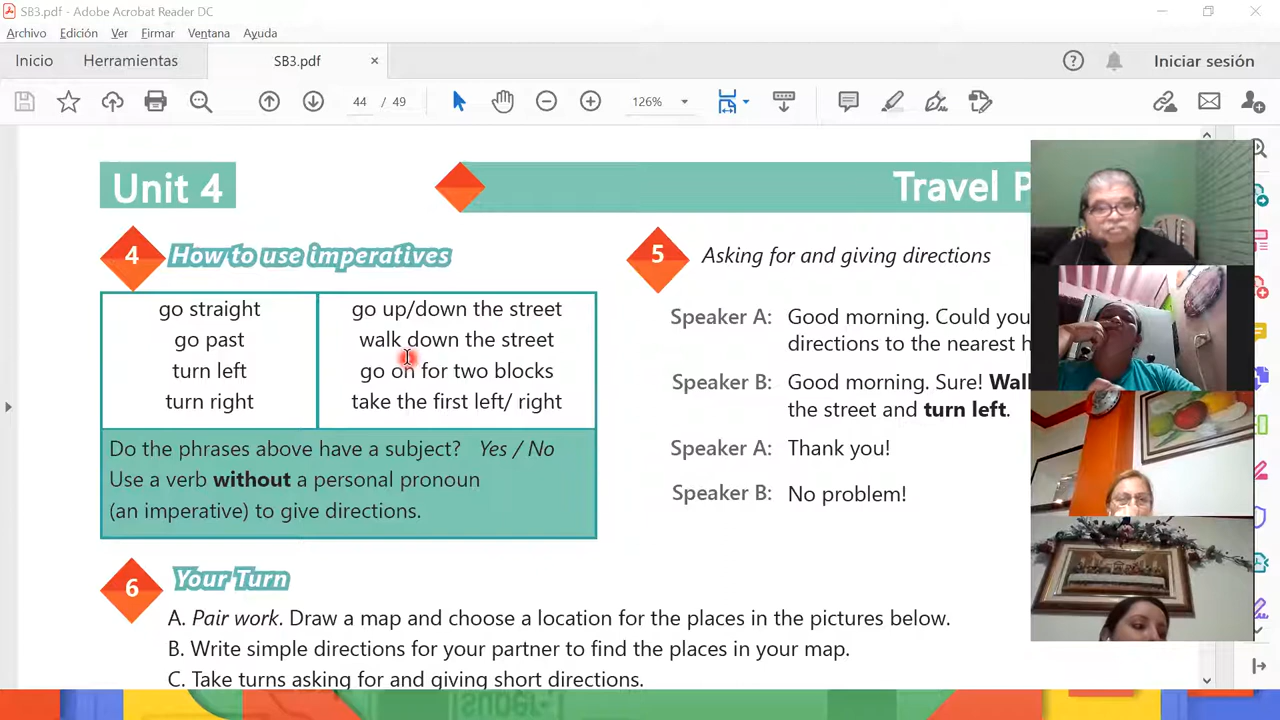 SB3.pdf - Adobe Acrobat Reader DC
Archivo Edición Ver Firmar Ventana Ayuda
Inicio Herramientas SB3.pdf × Iniciar sesión
44 / 49 126%
Unit 4
Travel P
4 How to use imperatives
go straight
go past
turn left
turn right
go up/down the street
walk down the street
go on for two blocks
take the first left/ right
Do the phrases above have a subject? Yes / No
Use a verb without a personal pronoun
(an imperative) to give directions.
5 Asking for and giving directions
Speaker A: Good morning. Could you
directions to the nearest h
Speaker B: Good morning. Sure! Wal
the street and turn left.
Speaker A: Thank you!
Speaker B: No problem!
6 Your Turn
A. Pair work. Draw a map and choose a location for the places in the pictures below.
B. Write simple directions for your partner to find the places in your map.
C. Take turns asking for and giving short directions.